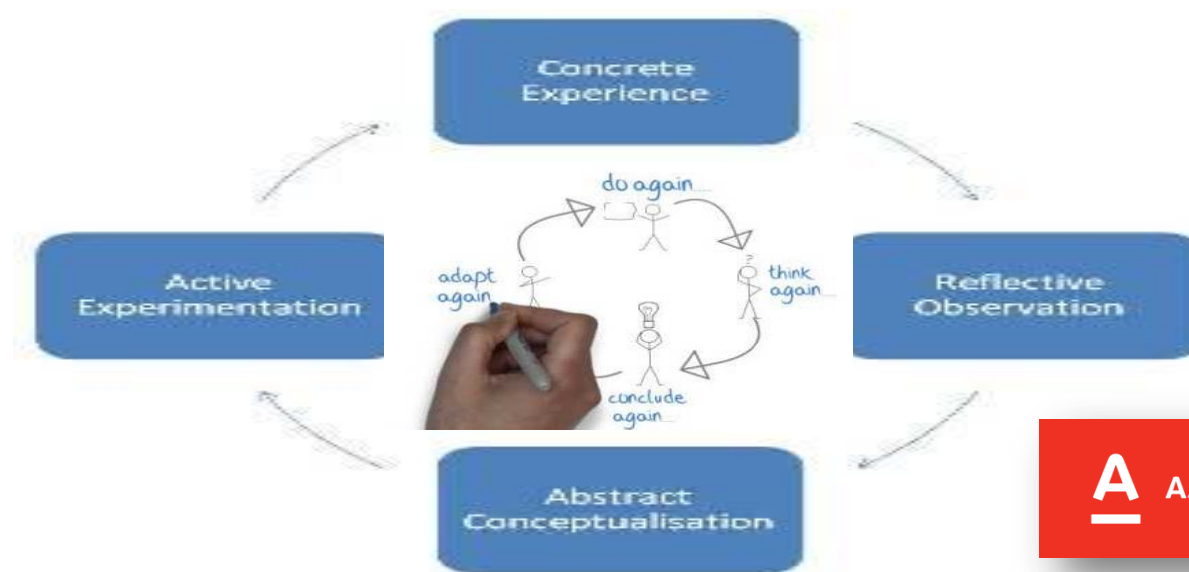 Concrete
Experience
do again...
Active
Experimentation
adapt
again
?
think
again...
Reflective
Observation
conclude
again...
Abstract
Conceptualisation
A A